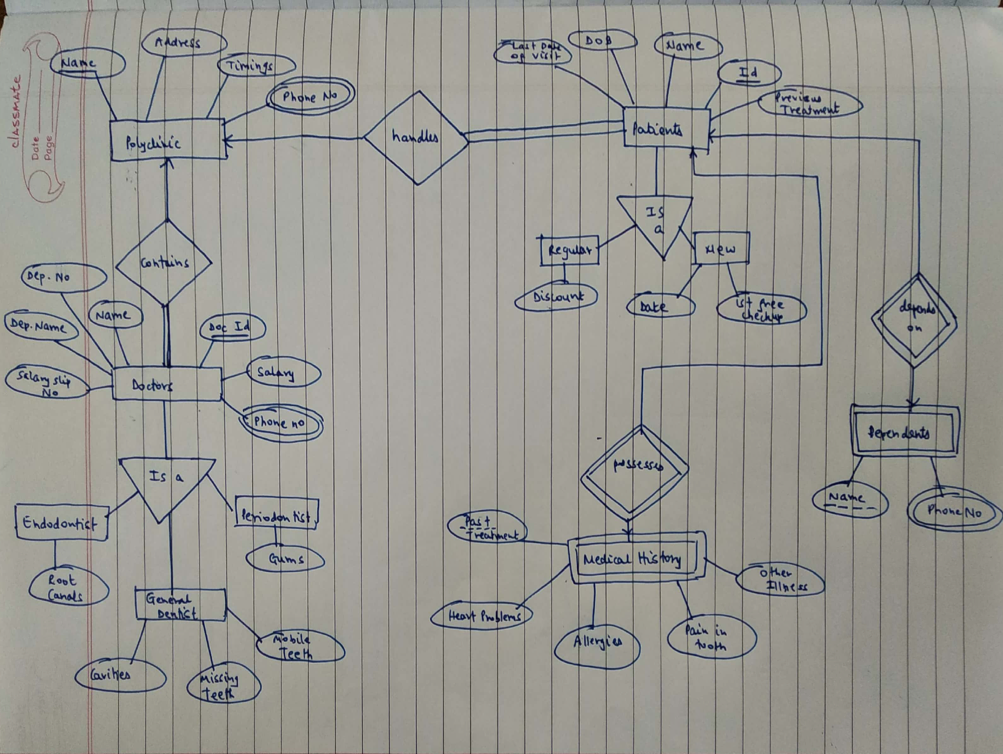 classmate
Date
Page
Name
Address
Timings
Phone No
Polyclinic
handles
Last Date
of Visit
DOB
Name
Id
Previous
Treatment
Patients
Is
a
Regular
New
Discount
Date
1st free
checkup
contains
Dep. No
Dep. Name
Name
Doc Id
Salary slip
No
Salary
Phone no
Doctors
Is a
Endodontist
Periodontist
Root
Canals
Gums
General
Dentist
Cavities
Missing
Teeth
Mobile
Teeth
depends
on
Dependants
Name
Phone No
possesses
Past
Treatment
Medical History
Other
Illness
Heart Problems
Allergies
Pain in
tooth